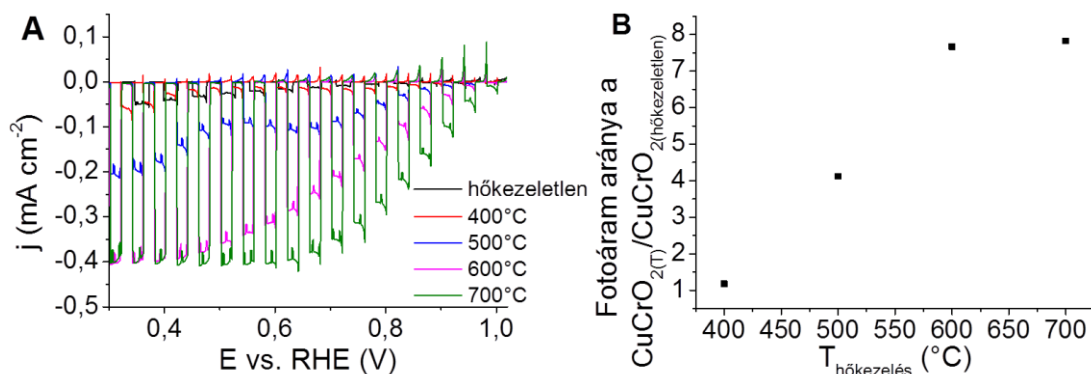 A
0,1
0,0
-0,1
-0,2
-0,3
-0,4
-0,5
j (mA cm-2)
0,4
0,6
0,8
1,0
E vs. RHE (V)
hőkezeletlen
400°C
500°C
600°C
700°C
B
8
7
6
5
4
3
2
1
Fotoáram aránya a
CuCrO2(T)/CuCrO2(hőkezeletlen)
400
450
500
550
600
650
700
Thőkezelés (°C)